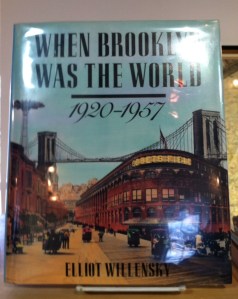 WHEN BROOKLYN
WAS THE WORLD
1920-1957
ELLIOT WILLENSKY